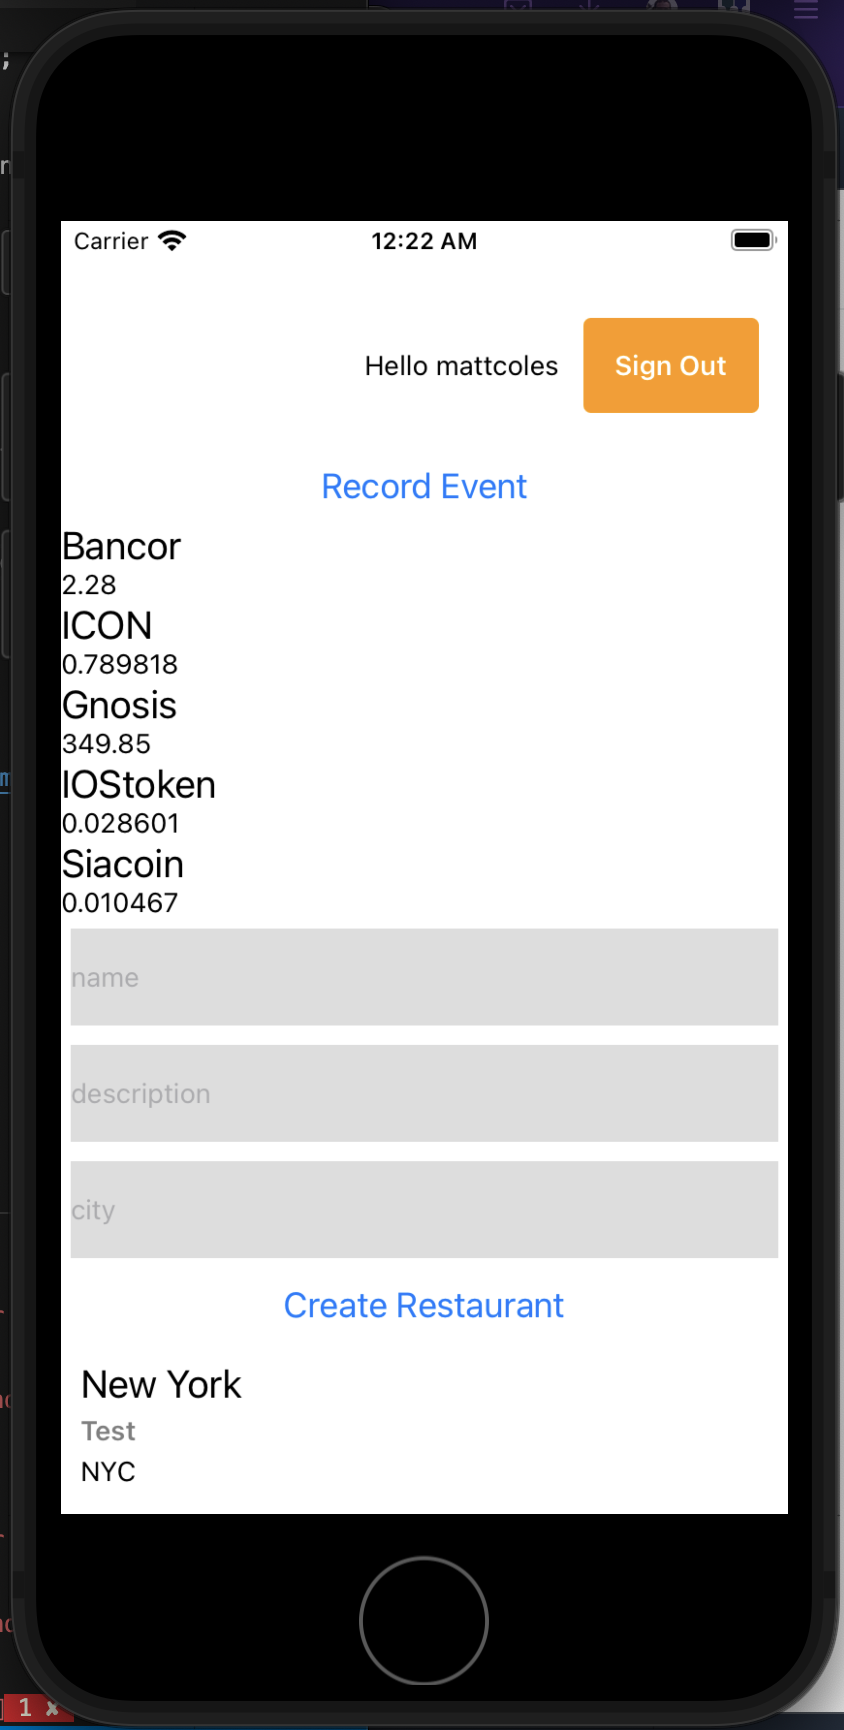 Carrier
12:22 AM
Hello mattcoles
Sign Out
Record Event
Bancor
2.28
ICON
0.789818
Gnosis
349.85
IOStoken
0.028601
Siacoin
0.010467
name
description
city
Create Restaurant
New York
Test
NYC
1